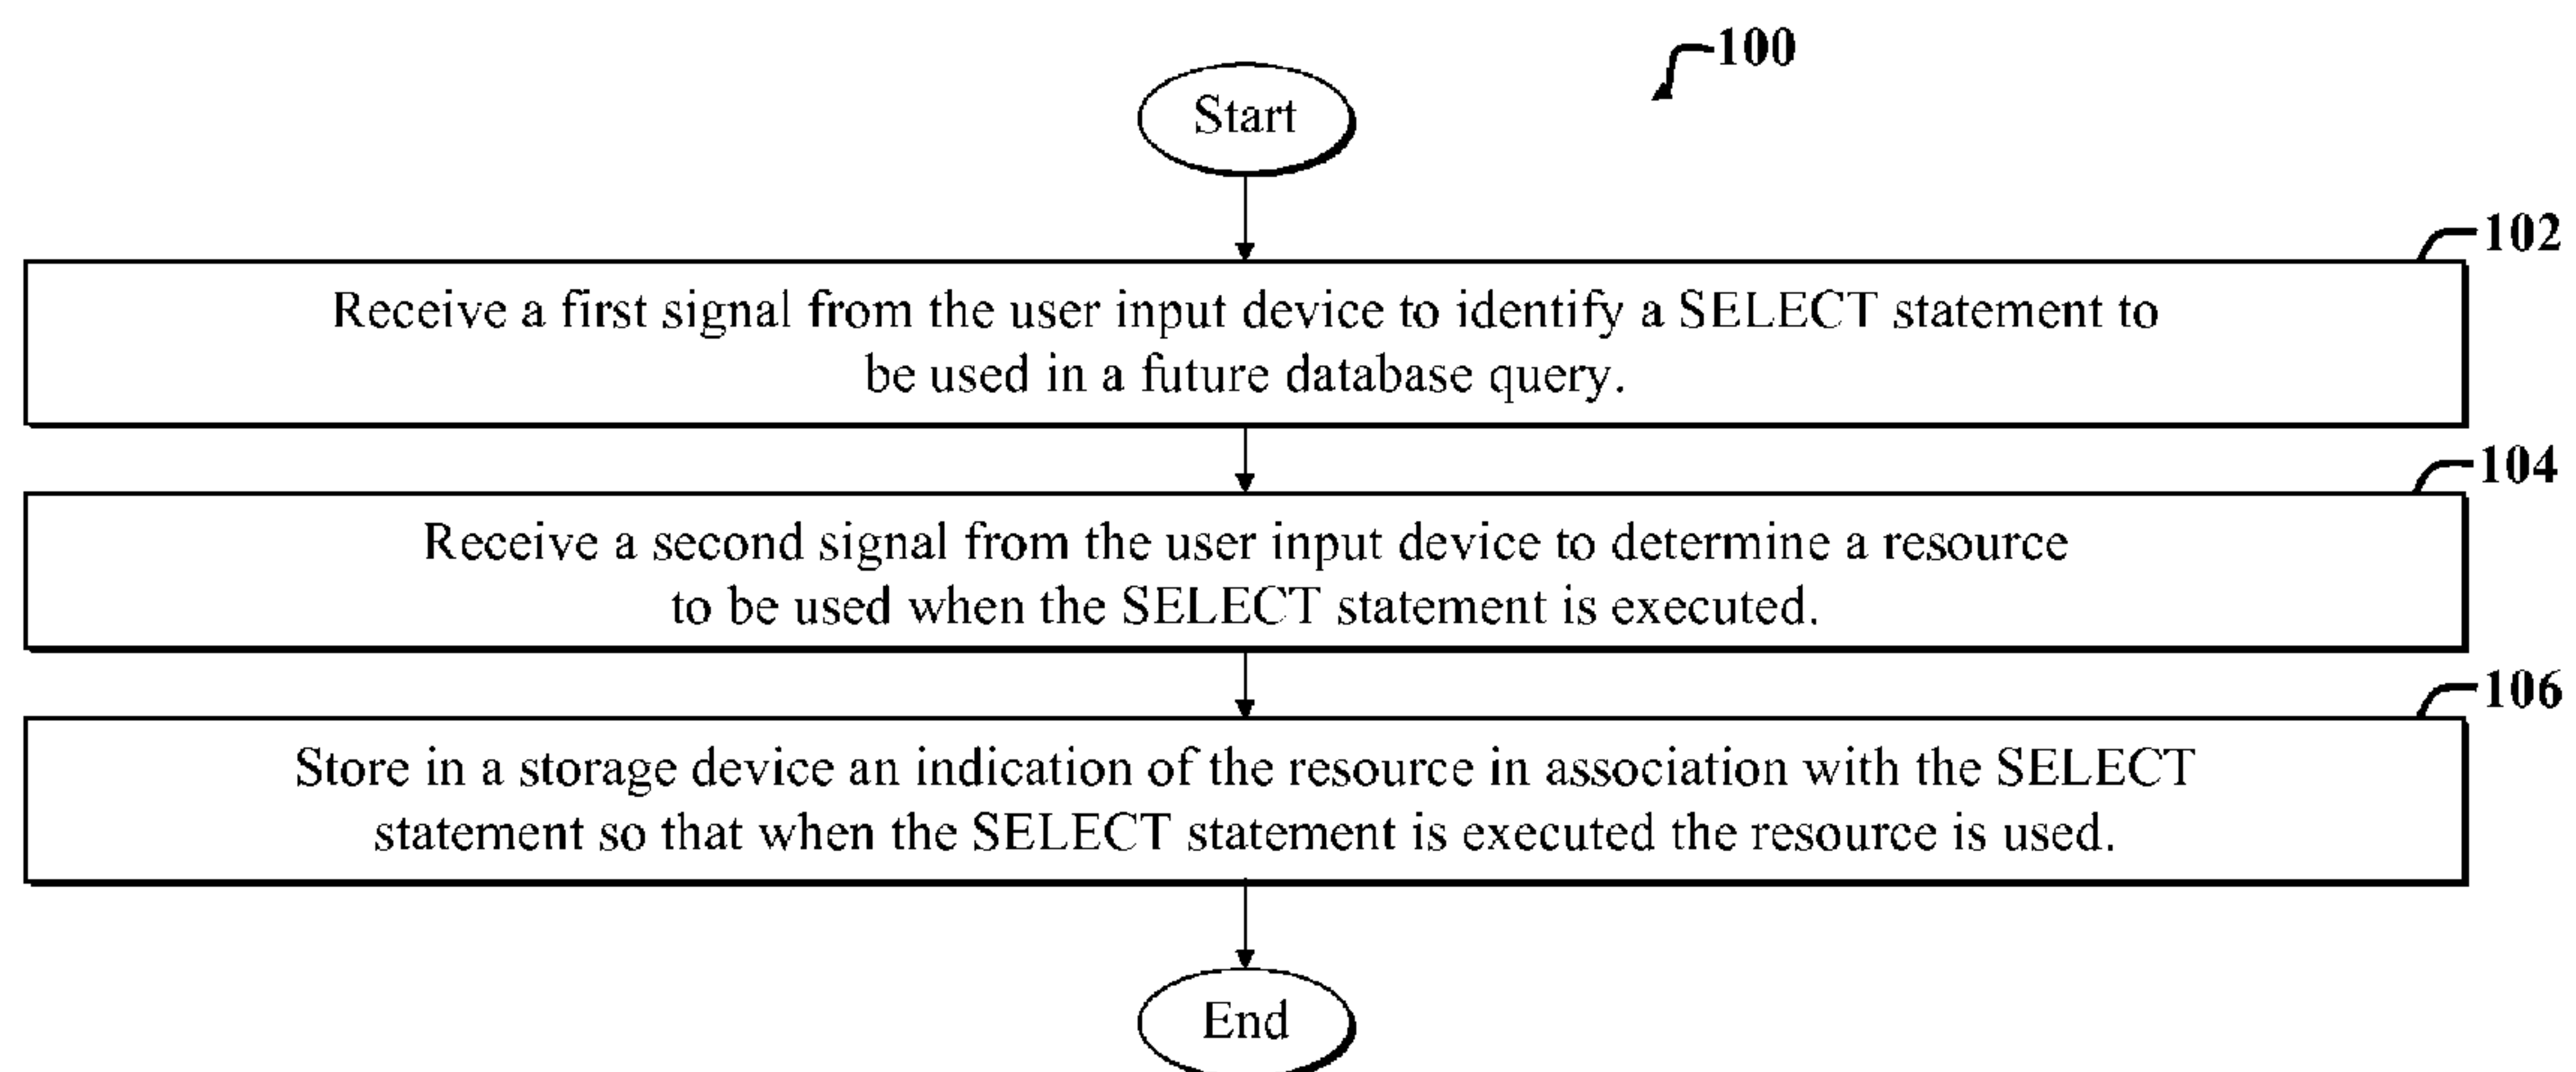 100
Start
102
Receive a first signal from the user input device to identify a SELECT statement to
be used in a future database query.
104
Receive a second signal from the user input device to determine a resource
to be used when the SELECT statement is executed.
106
Store in a storage device an indication of the resource in association with the SELECT
statement so that when the SELECT statement is executed the resource is used.
End